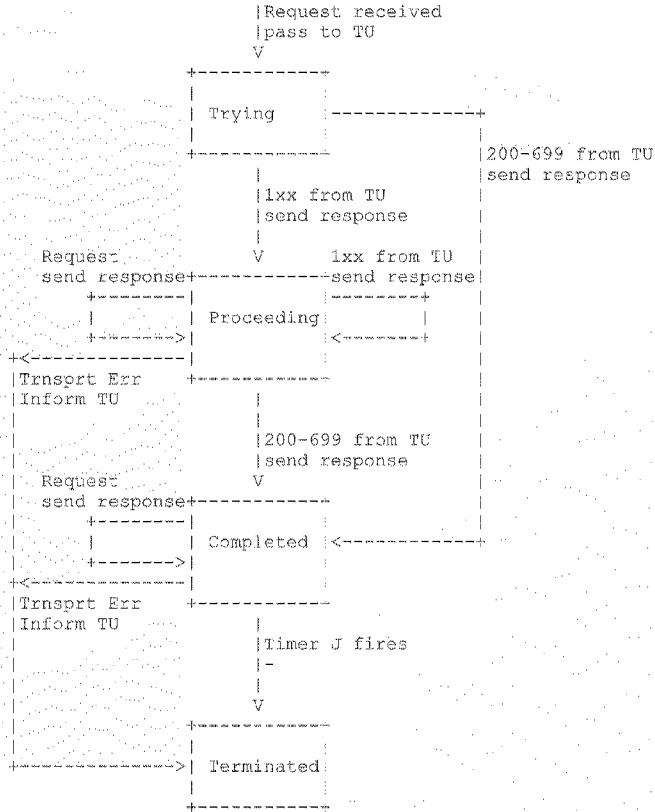 Request received
pass to TU
Trying
200-699 from TU
send response
1xx from TU
send response
Request
send response
1xx from TU
send response
Proceeding
Trnsprt Err
Inform TU
200-699 from TU
send response
Request
send response
Completed
Trnsprt Err
Inform TU
Timer J fires
-
Terminated